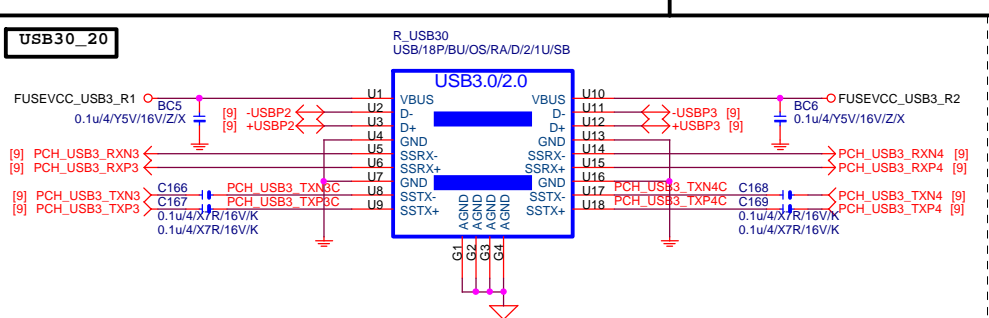 USB30_20
R_USB30
USB/18P/BU/OS/RA/D/2/1U/SB
USB3.0/2.0
FUSEVCC_USB3_R1
BC5
0.1u/4/Y5V/16V/Z/X
[9] -USBP2
[9] +USBP2
[9] PCH_USB3_RXN3
[9] PCH_USB3_RXP3
[9] PCH_USB3_TXN3
[9] PCH_USB3_TXP3
C166
C167
0.1u/4/X7R/16V/K
0.1u/4/X7R/16V/K
PCH_USB3_TXN3C
PCH_USB3_TXP3C
U1 VBUS
U2 D-
U3 D+
U4 GND
U5 SSRX-
U6 SSRX+
U7 GND
U8 SSTX-
U9 SSTX+
VBUS U10
D- U11
D+ U12
GND U13
SSRX- U14
SSRX+ U15
GND U16
SSTX- U17
SSTX+ U18
AGND G1
AGND G2
AGND G3
AGND G4
FUSEVCC_USB3_R2
BC6
0.1u/4/Y5V/16V/Z/X
-USBP3 [9]
+USBP3 [9]
PCH_USB3_RXN4 [9]
PCH_USB3_RXP4 [9]
PCH_USB3_TXN4C
PCH_USB3_TXP4C
C168
C169
0.1u/4/X7R/16V/K
0.1u/4/X7R/16V/K
PCH_USB3_TXN4 [9]
PCH_USB3_TXP4 [9]